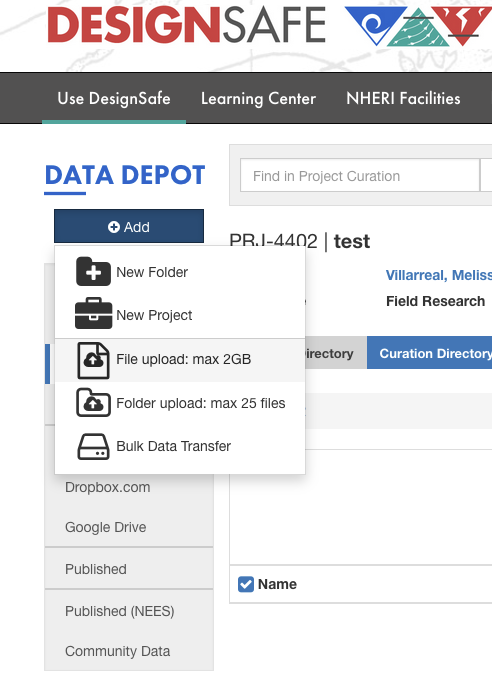 DESIGNSAFE
Use DesignSafe Learning Center NHERI Facilities
DATA DEPOT
Find in Project Curation
Add
PRJ-4402 | test
New Folder
Villarreal, Meliss
New Project
Field Research
File upload: max 2GB
irectory
Curation Directory
Folder upload: max 25 files
Bulk Data Transfer
Dropbox.com
Google Drive
Published
Name
Published (NEES)
Community Data